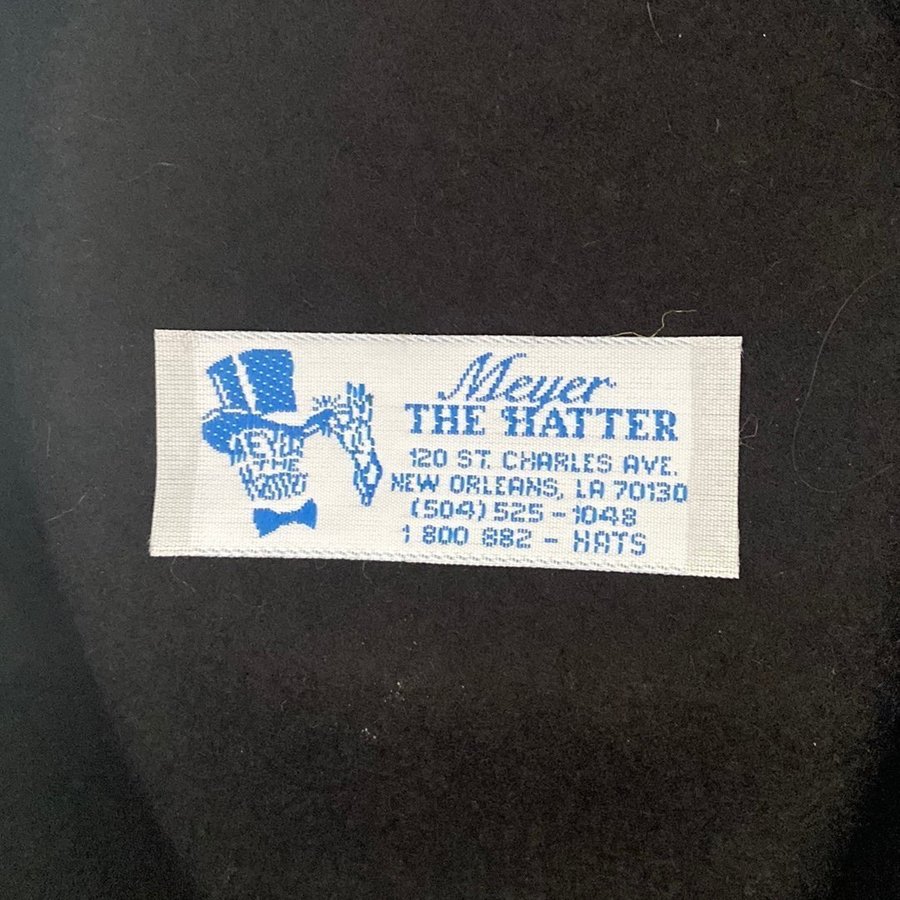 MEYER
THE
HATTER
Meyer
THE HATTER
120 ST. CHARLES AVE.
NEW ORLEANS, LA 70130
(504) 525-1048
1 800 882 - HATS